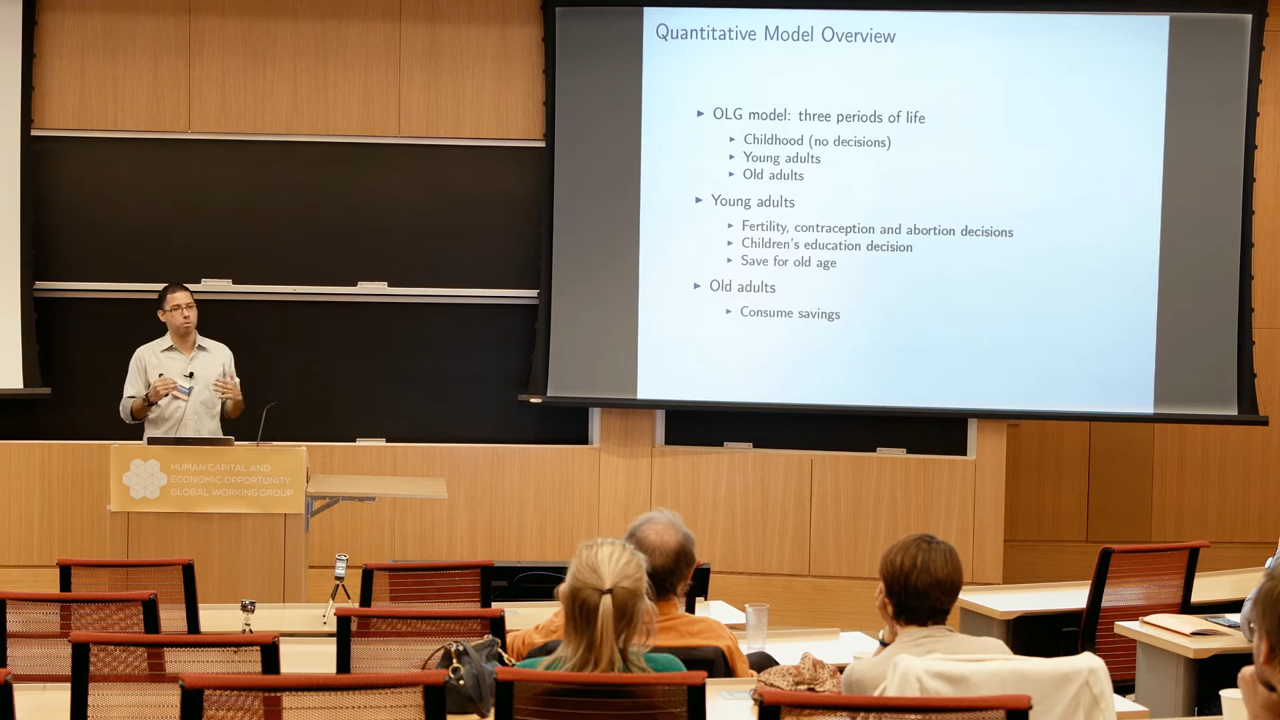 Quantitative Model Overview
► OLG model: three periods of life
► Childhood (no decisions)
► Young adults
► Old adults
► Young adults
► Fertility, contraception and abortion decisions
► Children's education decision
► Save for old age
► Old adults
► Consume savings
HUMAN CAPITAL AND
ECONOMIC OPPORTUNITY
GLOBAL WORKING GROUP